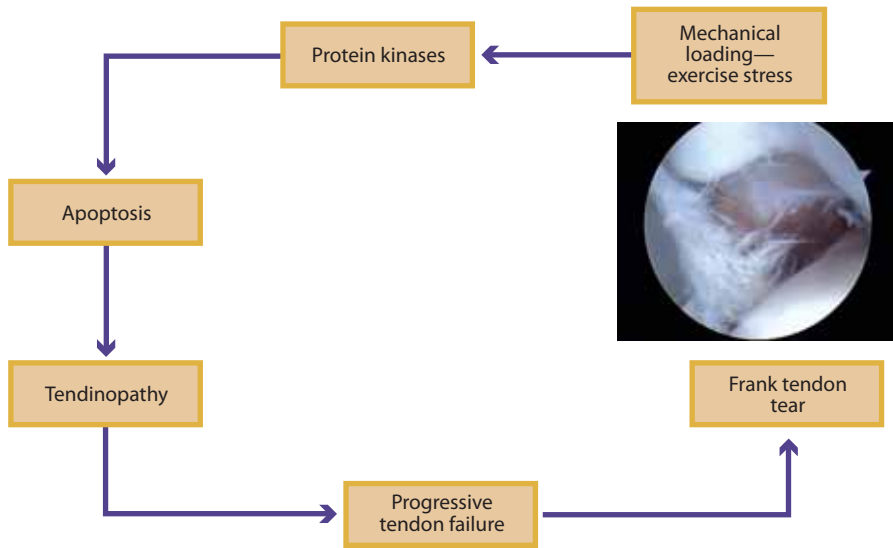 Mechanical
loading—
exercise stress
Protein kinases
Apoptosis
Tendinopathy
Progressive
tendon failure
Frank tendon
tear